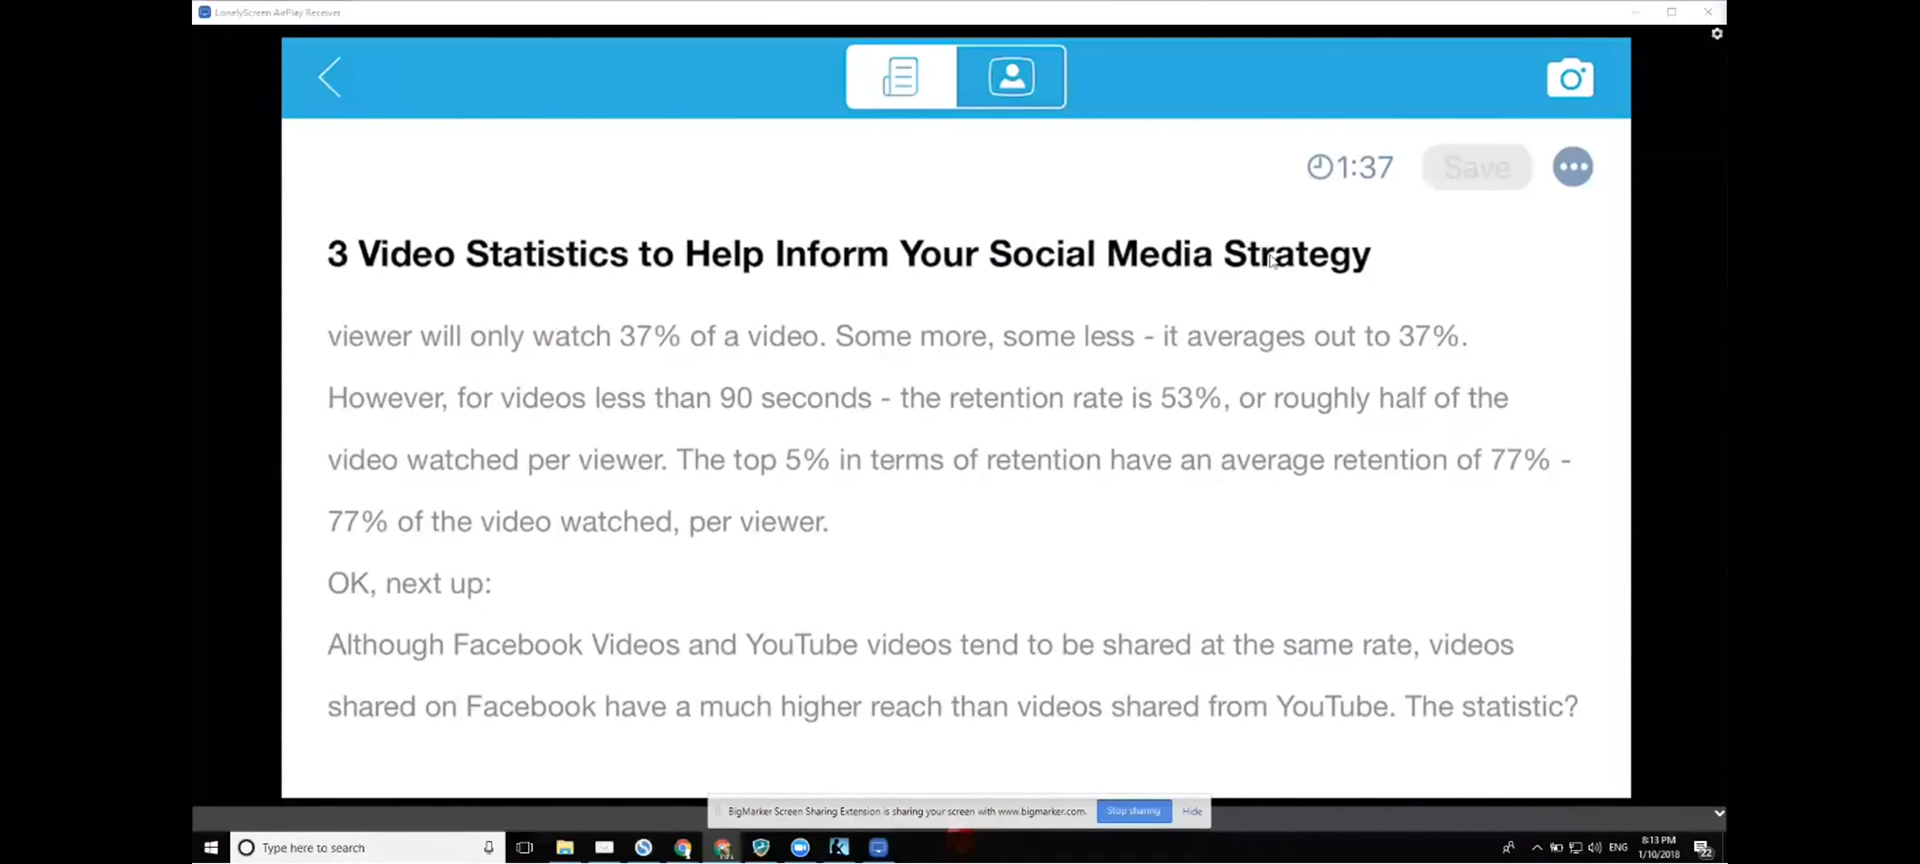 LonelyScreen AirPlay Receiver
1:37
Save
3 Video Statistics to Help Inform Your Social Media Strategy
viewer will only watch 37% of a video. Some more, some less - it averages out to 37%.
However, for videos less than 90 seconds - the retention rate is 53%, or roughly half of the
video watched per viewer. The top 5% in terms of retention have an average retention of 77% -
77% of the video watched, per viewer.
OK, next up:
Although Facebook Videos and YouTube videos tend to be shared at the same rate, videos
shared on Facebook have a much higher reach than videos shared from YouTube. The statistic?
BigMarker Screen Sharing Extension is sharing your screen with www.bigmarker.com.
Stop sharing
Hide
Type here to search
ENG
8:13 PM
1/10/2018
22